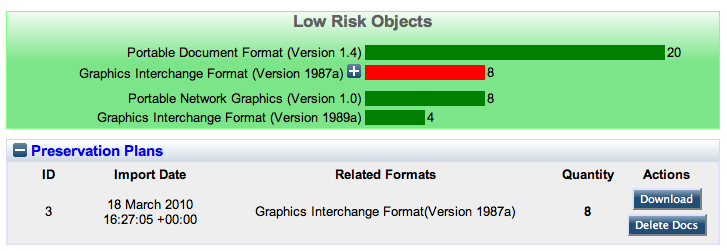 Low Risk Objects
Portable Document Format (Version 1.4) 20
Graphics Interchange Format (Version 1987a) 8
Portable Network Graphics (Version 1.0) 8
Graphics Interchange Format (Version 1989a) 4
Preservation Plans
ID Import Date Related Formats Quantity Actions
3 18 March 2010 16:27:05 +00:00 Graphics Interchange Format(Version 1987a) 8 Download
Delete Docs